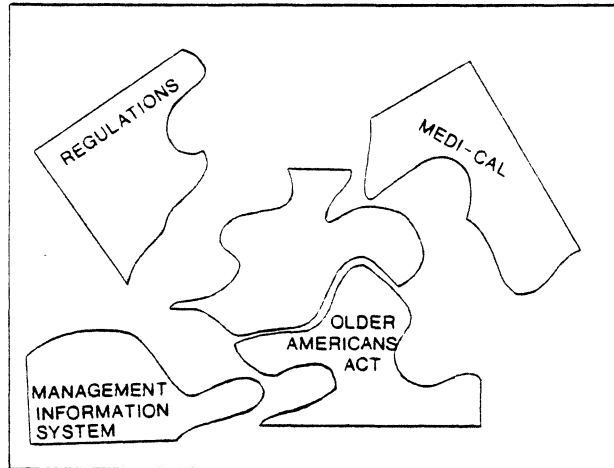 REGULATIONS
MEDI-CAL
OLDER
AMERICANS
ACT
MANAGEMENT
INFORMATION
SYSTEM